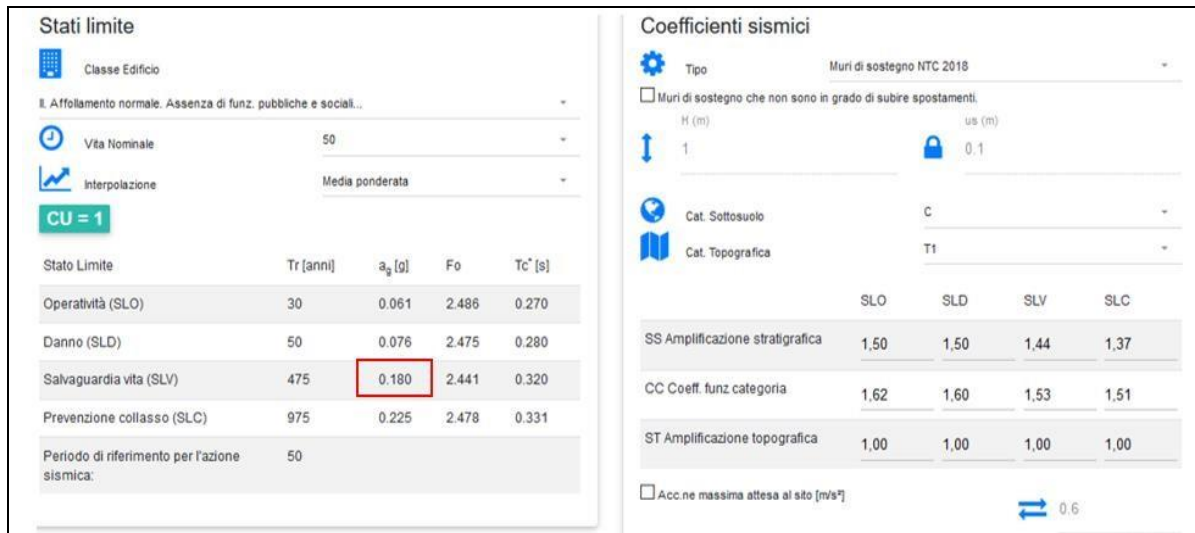 Stati limite
Classe Edificio
II. Affollamento normale. Assenza di funz. pubbliche e sociali...
Vita Nominale 50
Interpolazione Media ponderata
CU = 1
Stato Limite Tr [anni] ag [g] Fo Tc* [s]
Operatività (SLO) 30 0.061 2.486 0.270
Danno (SLD) 50 0.076 2.475 0.280
Salvaguardia vita (SLV) 475 0.180 2.441 0.320
Prevenzione collasso (SLC) 975 0.225 2.478 0.331
Periodo di riferimento per l'azione 50
sismica:
Coefficienti sismici
Tipo Muri di sostegno NTC 2018
Muri di sostegno che non sono in grado di subire spostamenti.
H (m) us (m)
1 0.1
Cat. Sottosuolo C
Cat. Topografica T1
SLO SLD SLV SLC
SS Amplificazione stratigrafica 1,50 1,50 1,44 1,37
CC Coeff. funz categoria 1,62 1,60 1,53 1,51
ST Amplificazione topografica 1,00 1,00 1,00 1,00
Acc.ne massima attesa al sito [m/s²]
0.6